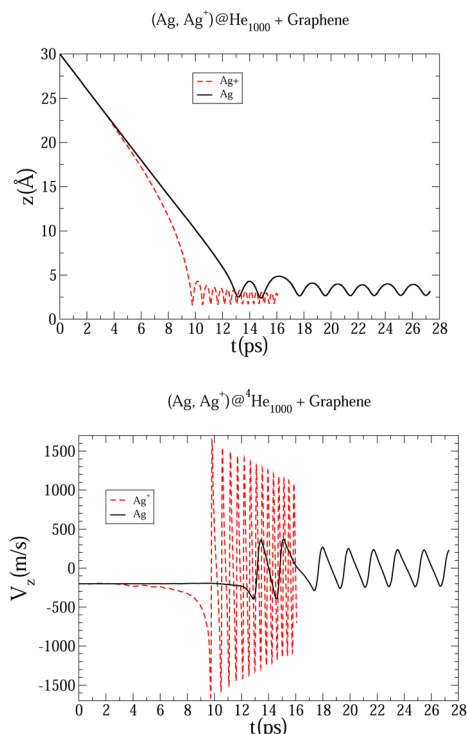 (Ag, Ag⁺)@He₁₀₀₀ + Graphene
30
25
20
15
10
5
0
z(Å)
Ag+
Ag
0 2 4 6 8 10 12 14 16 18 20 22 24 26 28
t(ps)
(Ag, Ag⁺)@⁴He₁₀₀₀ + Graphene
1500
1000
500
0
-500
-1000
-1500
V_z(m/s)
Ag⁺
Ag
0 2 4 6 8 10 12 14 16 18 20 22 24 26 28
t(ps)